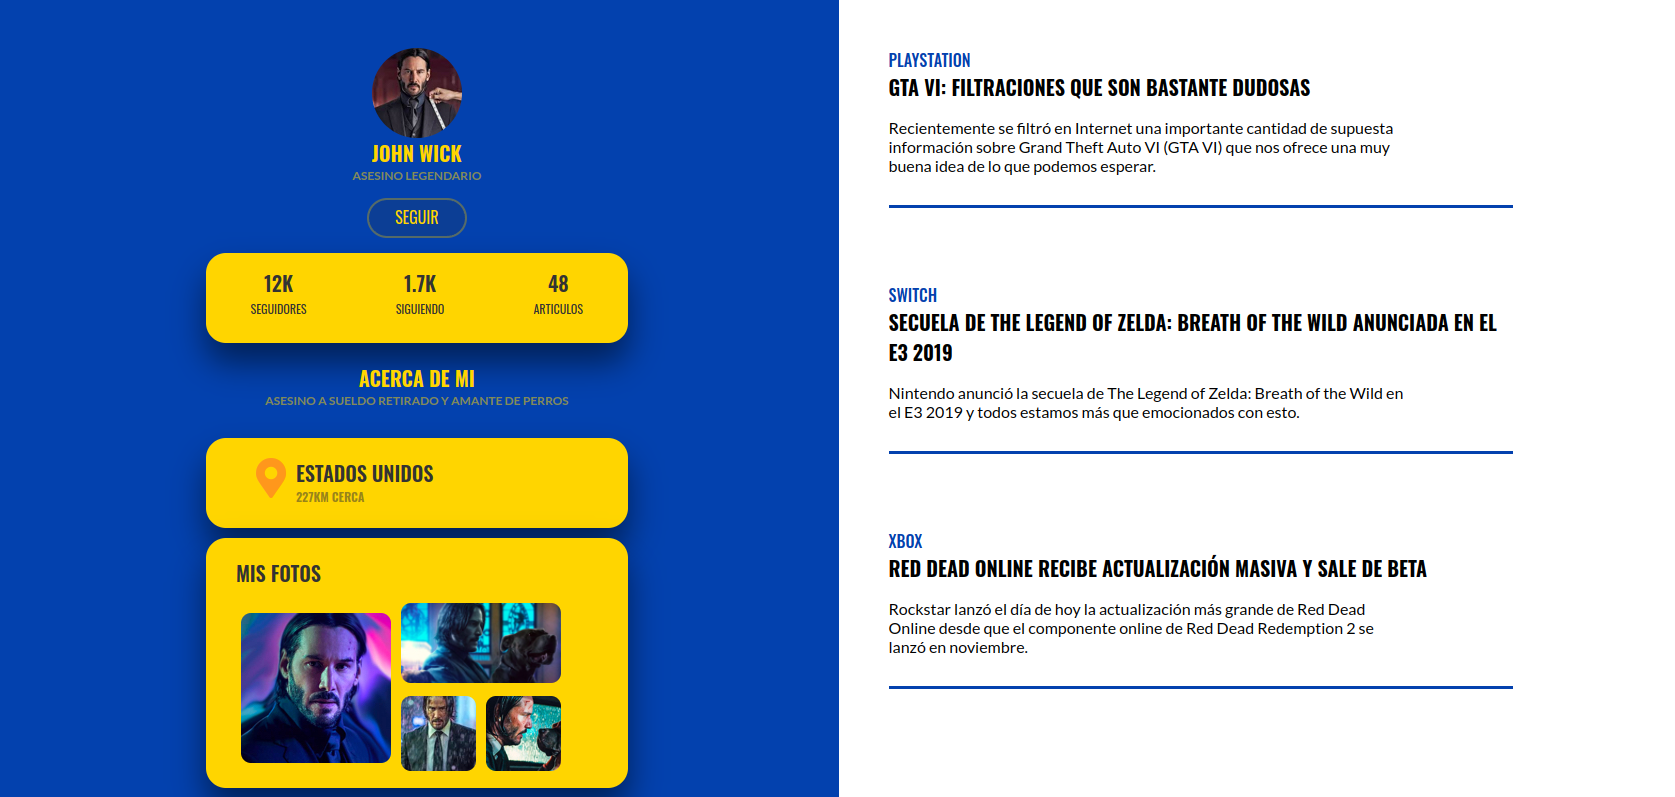 JOHN WICK
ASESINO LEGENDARIO
SEGUIR
12K
SEGUIDORES
1.7K
SIGUIENDO
48
ARTICULOS
ACERCA DE MI
ASESINO A SUELDO RETIRADO Y AMANTE DE PERROS
ESTADOS UNIDOS
227KM CERCA
MIS FOTOS
PLAYSTATION
GTA VI: FILTRACIONES QUE SON BASTANTE DUDOSAS
Recientemente se filtró en Internet una importante cantidad de supuesta
información sobre Grand Theft Auto VI (GTA VI) que nos ofrece una muy
buena idea de lo que podemos esperar.
SWITCH
SECUELA DE THE LEGEND OF ZELDA: BREATH OF THE WILD ANUNCIADA EN EL
E3 2019
Nintendo anunció la secuela de The Legend of Zelda: Breath of the Wild en
el E3 2019 y todos estamos más que emocionados con esto.
XBOX
RED DEAD ONLINE RECIBE ACTUALIZACIÓN MASIVA Y SALE DE BETA
Rockstar lanzó el día de hoy la actualización más grande de Red Dead
Online desde que el componente online de Red Dead Redemption 2 se
lanzó en noviembre.